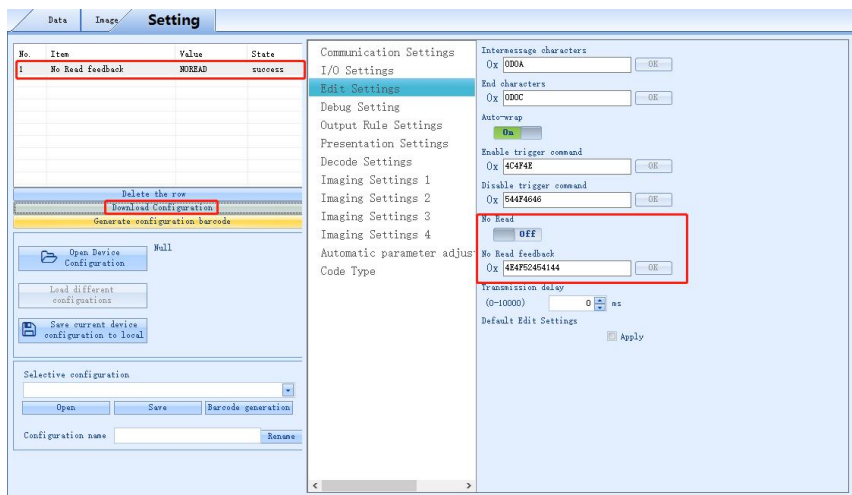 Data Image Setting
No. Item Value State
1 No Read feedback NOREAD success
Delete the row
Download Configuration
Generate configuration barcode
Open Device
Configuration
Null
Load different
configuations
Save current device
configuration to local
Selective configuration
Open Save Barcode generation
Configuration name Rename
Communication Settings
I/O Settings
Edit Settings
Debug Setting
Output Rule Settings
Presentation Settings
Decode Settings
Imaging Settings 1
Imaging Settings 2
Imaging Settings 3
Imaging Settings 4
Automatic parameter adjus
Code Type
Intermessage characters
0x 0D0A OK
End characters
0x 0D0C OK
Auto-wrap
On
Enable trigger command
0x 4C4F4E OK
Disable trigger command
0x 544F4646 OK
No Read
Off
No Read feedback
0x 4E4F52454144 OK
Transmission delay
(0-10000) 0 ms
Default Edit Settings
Apply